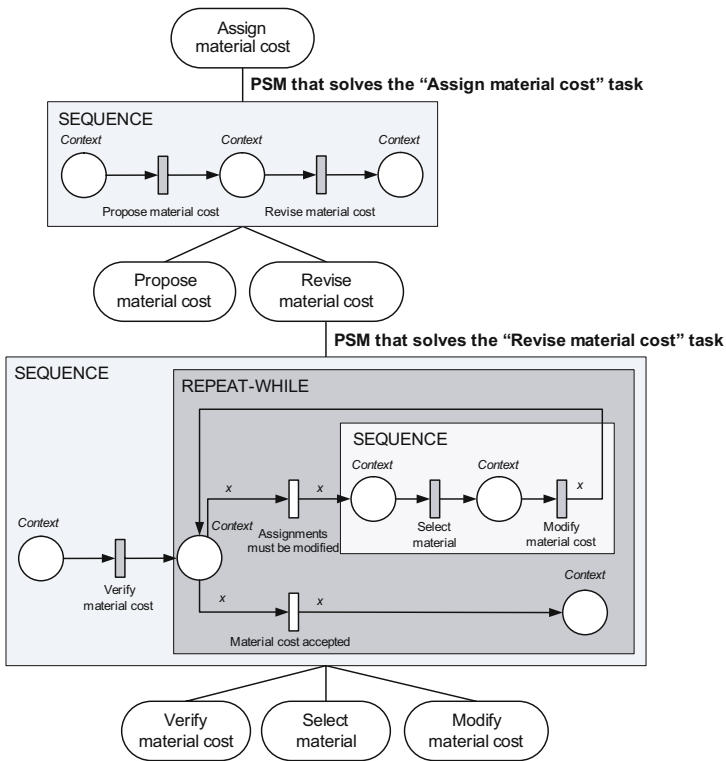 Assign
material cost
PSM that solves the “Assign material cost” task
SEQUENCE
Context
Context
Context
Propose material cost
Revise material cost
Propose
material cost
Revise
material cost
PSM that solves the “Revise material cost” task
SEQUENCE
REPEAT-WHILE
SEQUENCE
Context
Context
x
x
x
Context
Context
Assignments
must be modified
Select
material
Modify
material cost
Verify
material cost
Context
x
x
Material cost accepted
Verify
material cost
Select
material
Modify
material cost